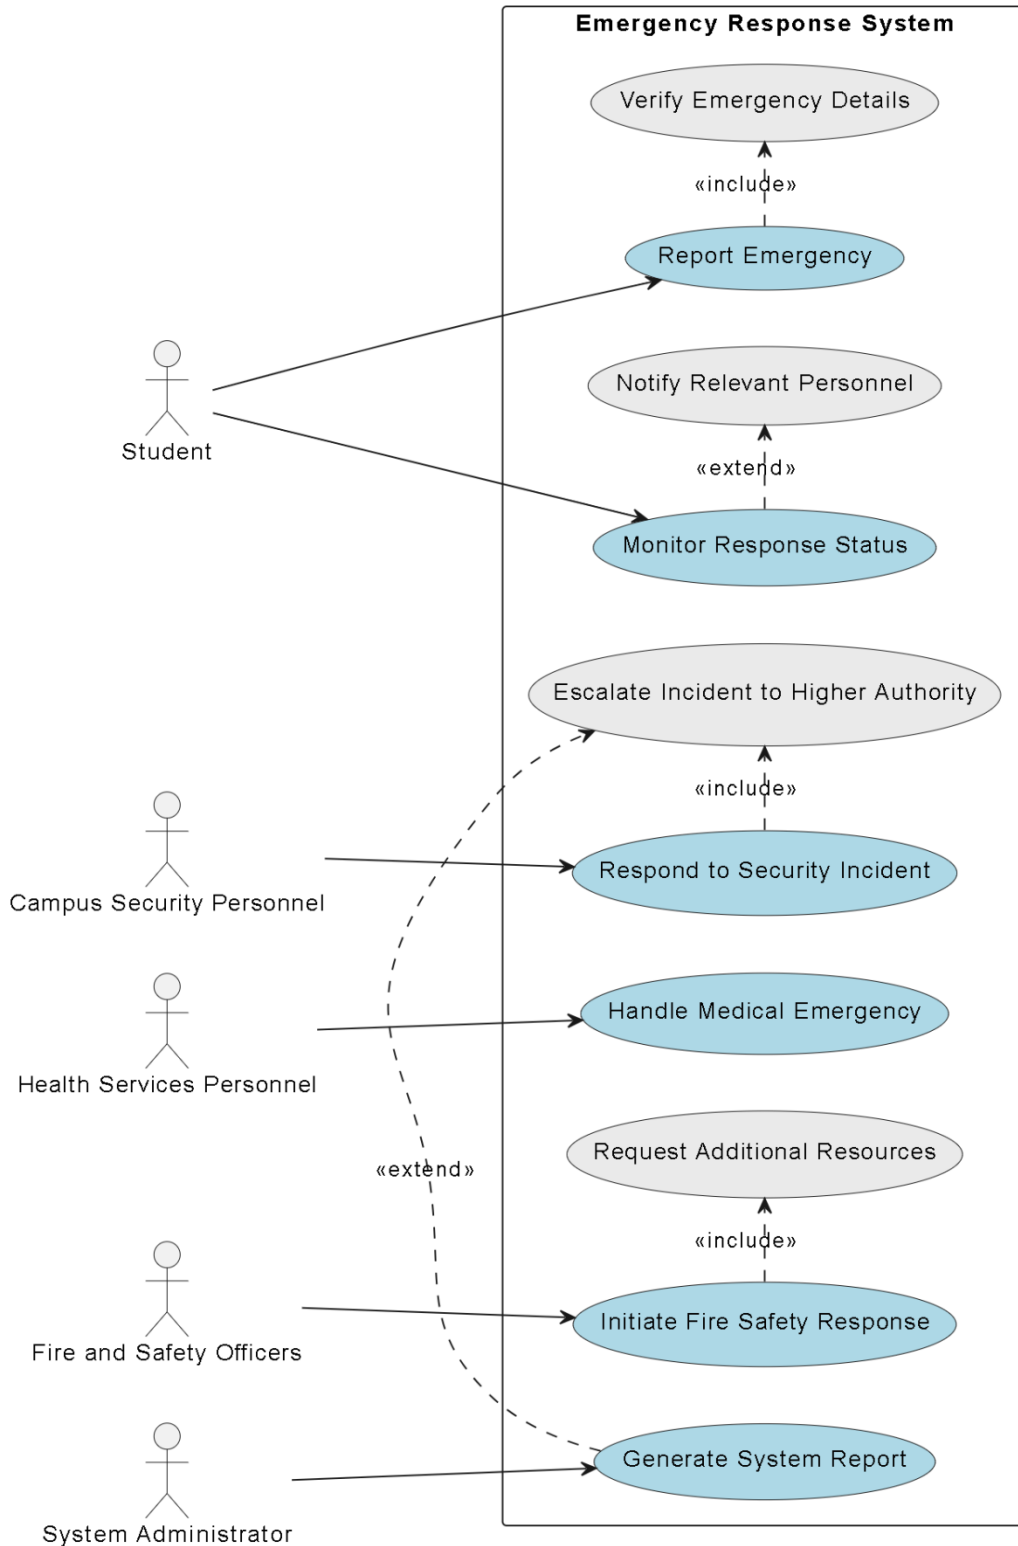 Emergency Response System
Verify Emergency Details
«include»
Report Emergency
Notify Relevant Personnel
Student
«extend»
Monitor Response Status
Escalate Incident to Higher Authority
«include»
Respond to Security Incident
Campus Security Personnel
Handle Medical Emergency
Health Services Personnel
Request Additional Resources
«extend»
«include»
Initiate Fire Safety Response
Fire and Safety Officers
Generate System Report
System Administrator